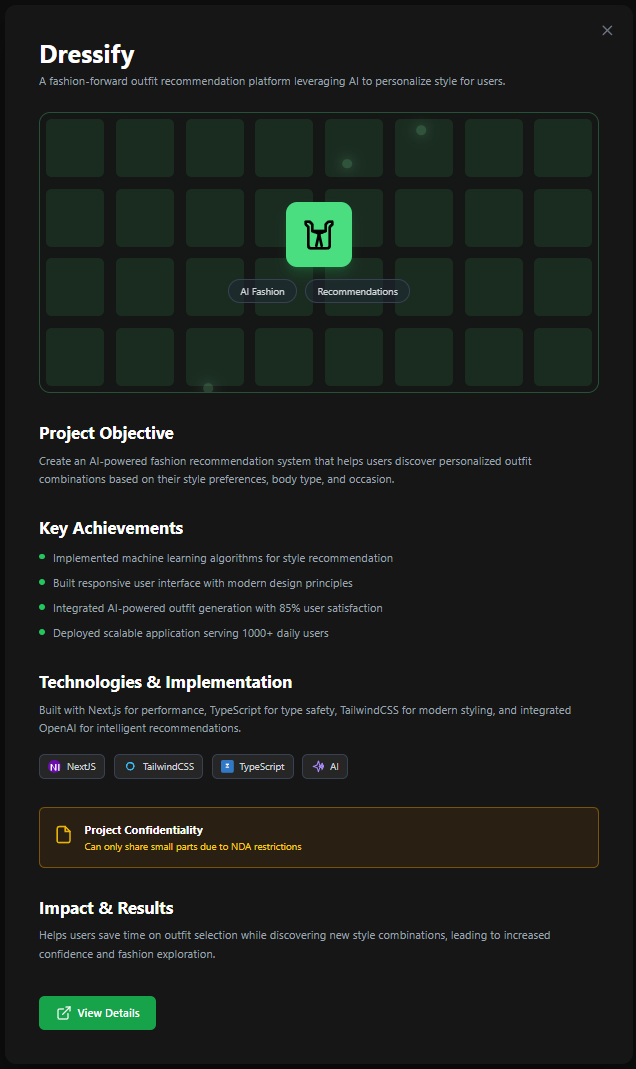 Dressify
A fashion-forward outfit recommendation platform leveraging AI to personalize style for users.
AI Fashion
Recommendations
Project Objective
Create an AI-powered fashion recommendation system that helps users discover personalized outfit
combinations based on their style preferences, body type, and occasion.
Key Achievements
Implemented machine learning algorithms for style recommendation
Built responsive user interface with modern design principles
Integrated AI-powered outfit generation with 85% user satisfaction
Deployed scalable application serving 1000+ daily users
Technologies & Implementation
Built with Next.js for performance, TypeScript for type safety, TailwindCSS for modern styling, and integrated
OpenAI for intelligent recommendations.
NextJS
TailwindCSS
TypeScript
AI
Project Confidentiality
Can only share small parts due to NDA restrictions
Impact & Results
Helps users save time on outfit selection while discovering new style combinations, leading to increased
confidence and fashion exploration.
View Details